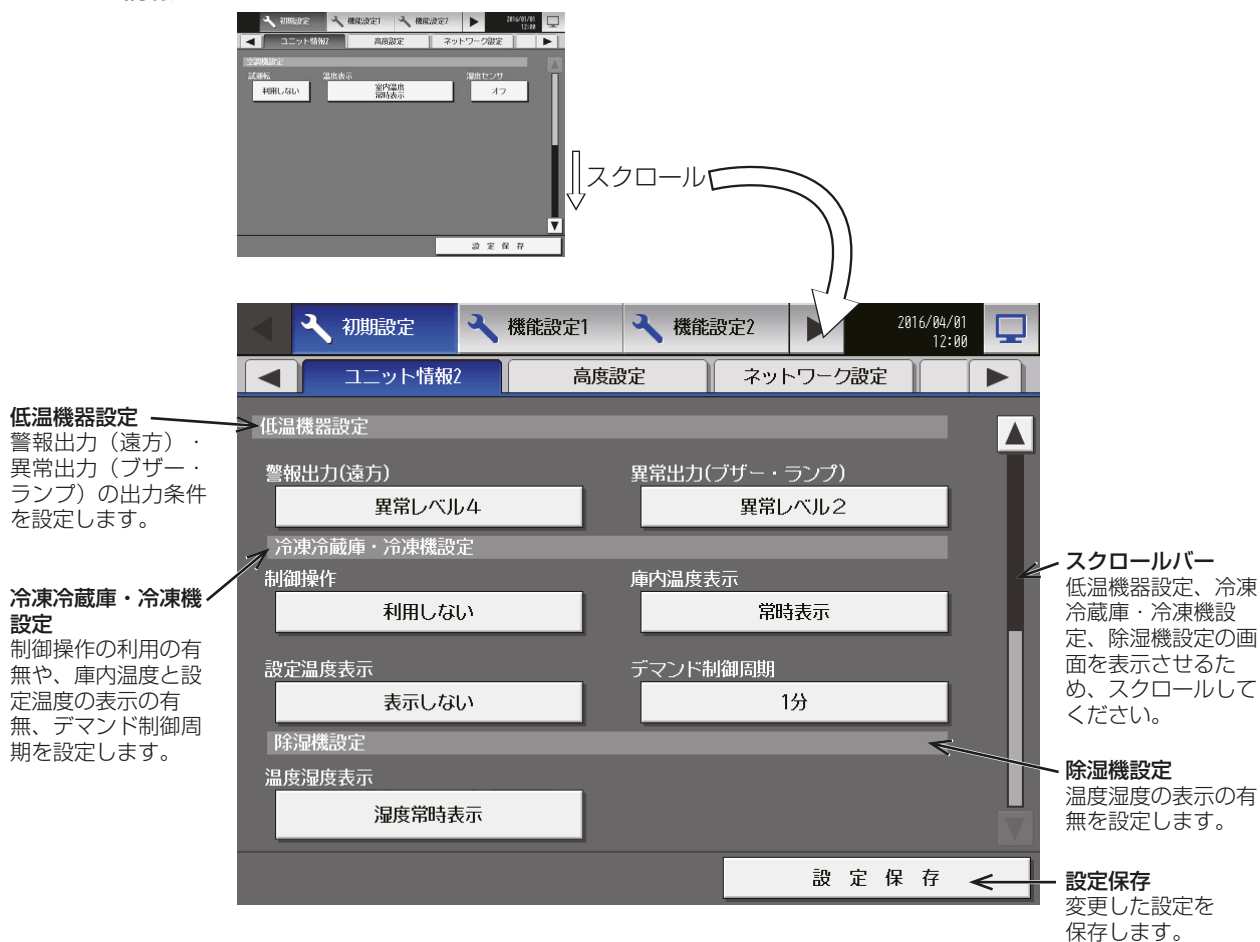 初期設定
機能設定1
機能設定2
2016/04/01
12:00
ユニット情報2
高度設定
ネットワーク設定
空調機設定
試運転
温度表示
湿度センサ
利用しない
室内温度
常時表示
オフ
設定保存
スクロール
初期設定
機能設定1
機能設定2
2016/04/01
12:00
ユニット情報2
高度設定
ネットワーク設定
低温機器設定
警報出力(遠方)
異常出力(ブザー・ランプ)
異常レベル4
異常レベル2
冷凍冷蔵庫・冷凍機設定
制御操作
庫内温度表示
利用しない
常時表示
設定温度表示
デマンド制御周期
表示しない
1分
除湿機設定
温度湿度表示
湿度常時表示
設 定 保 存
低温機器設定
警報出力（遠方）・
異常出力（ブザー・
ランプ）の出力条件
を設定します。
冷凍冷蔵庫・冷凍機
設定
制御操作の利用の有
無や、庫内温度と設
定温度の表示の有
無、デマンド制御周
期を設定します。
スクロールバー
低温機器設定、冷凍
冷蔵庫・冷凍機設
定、除湿機設定の画
面を表示させるた
め、スクロールして
ください。
除湿機設定
温度湿度の表示の有
無を設定します。
設定保存
変更した設定を
保存します。